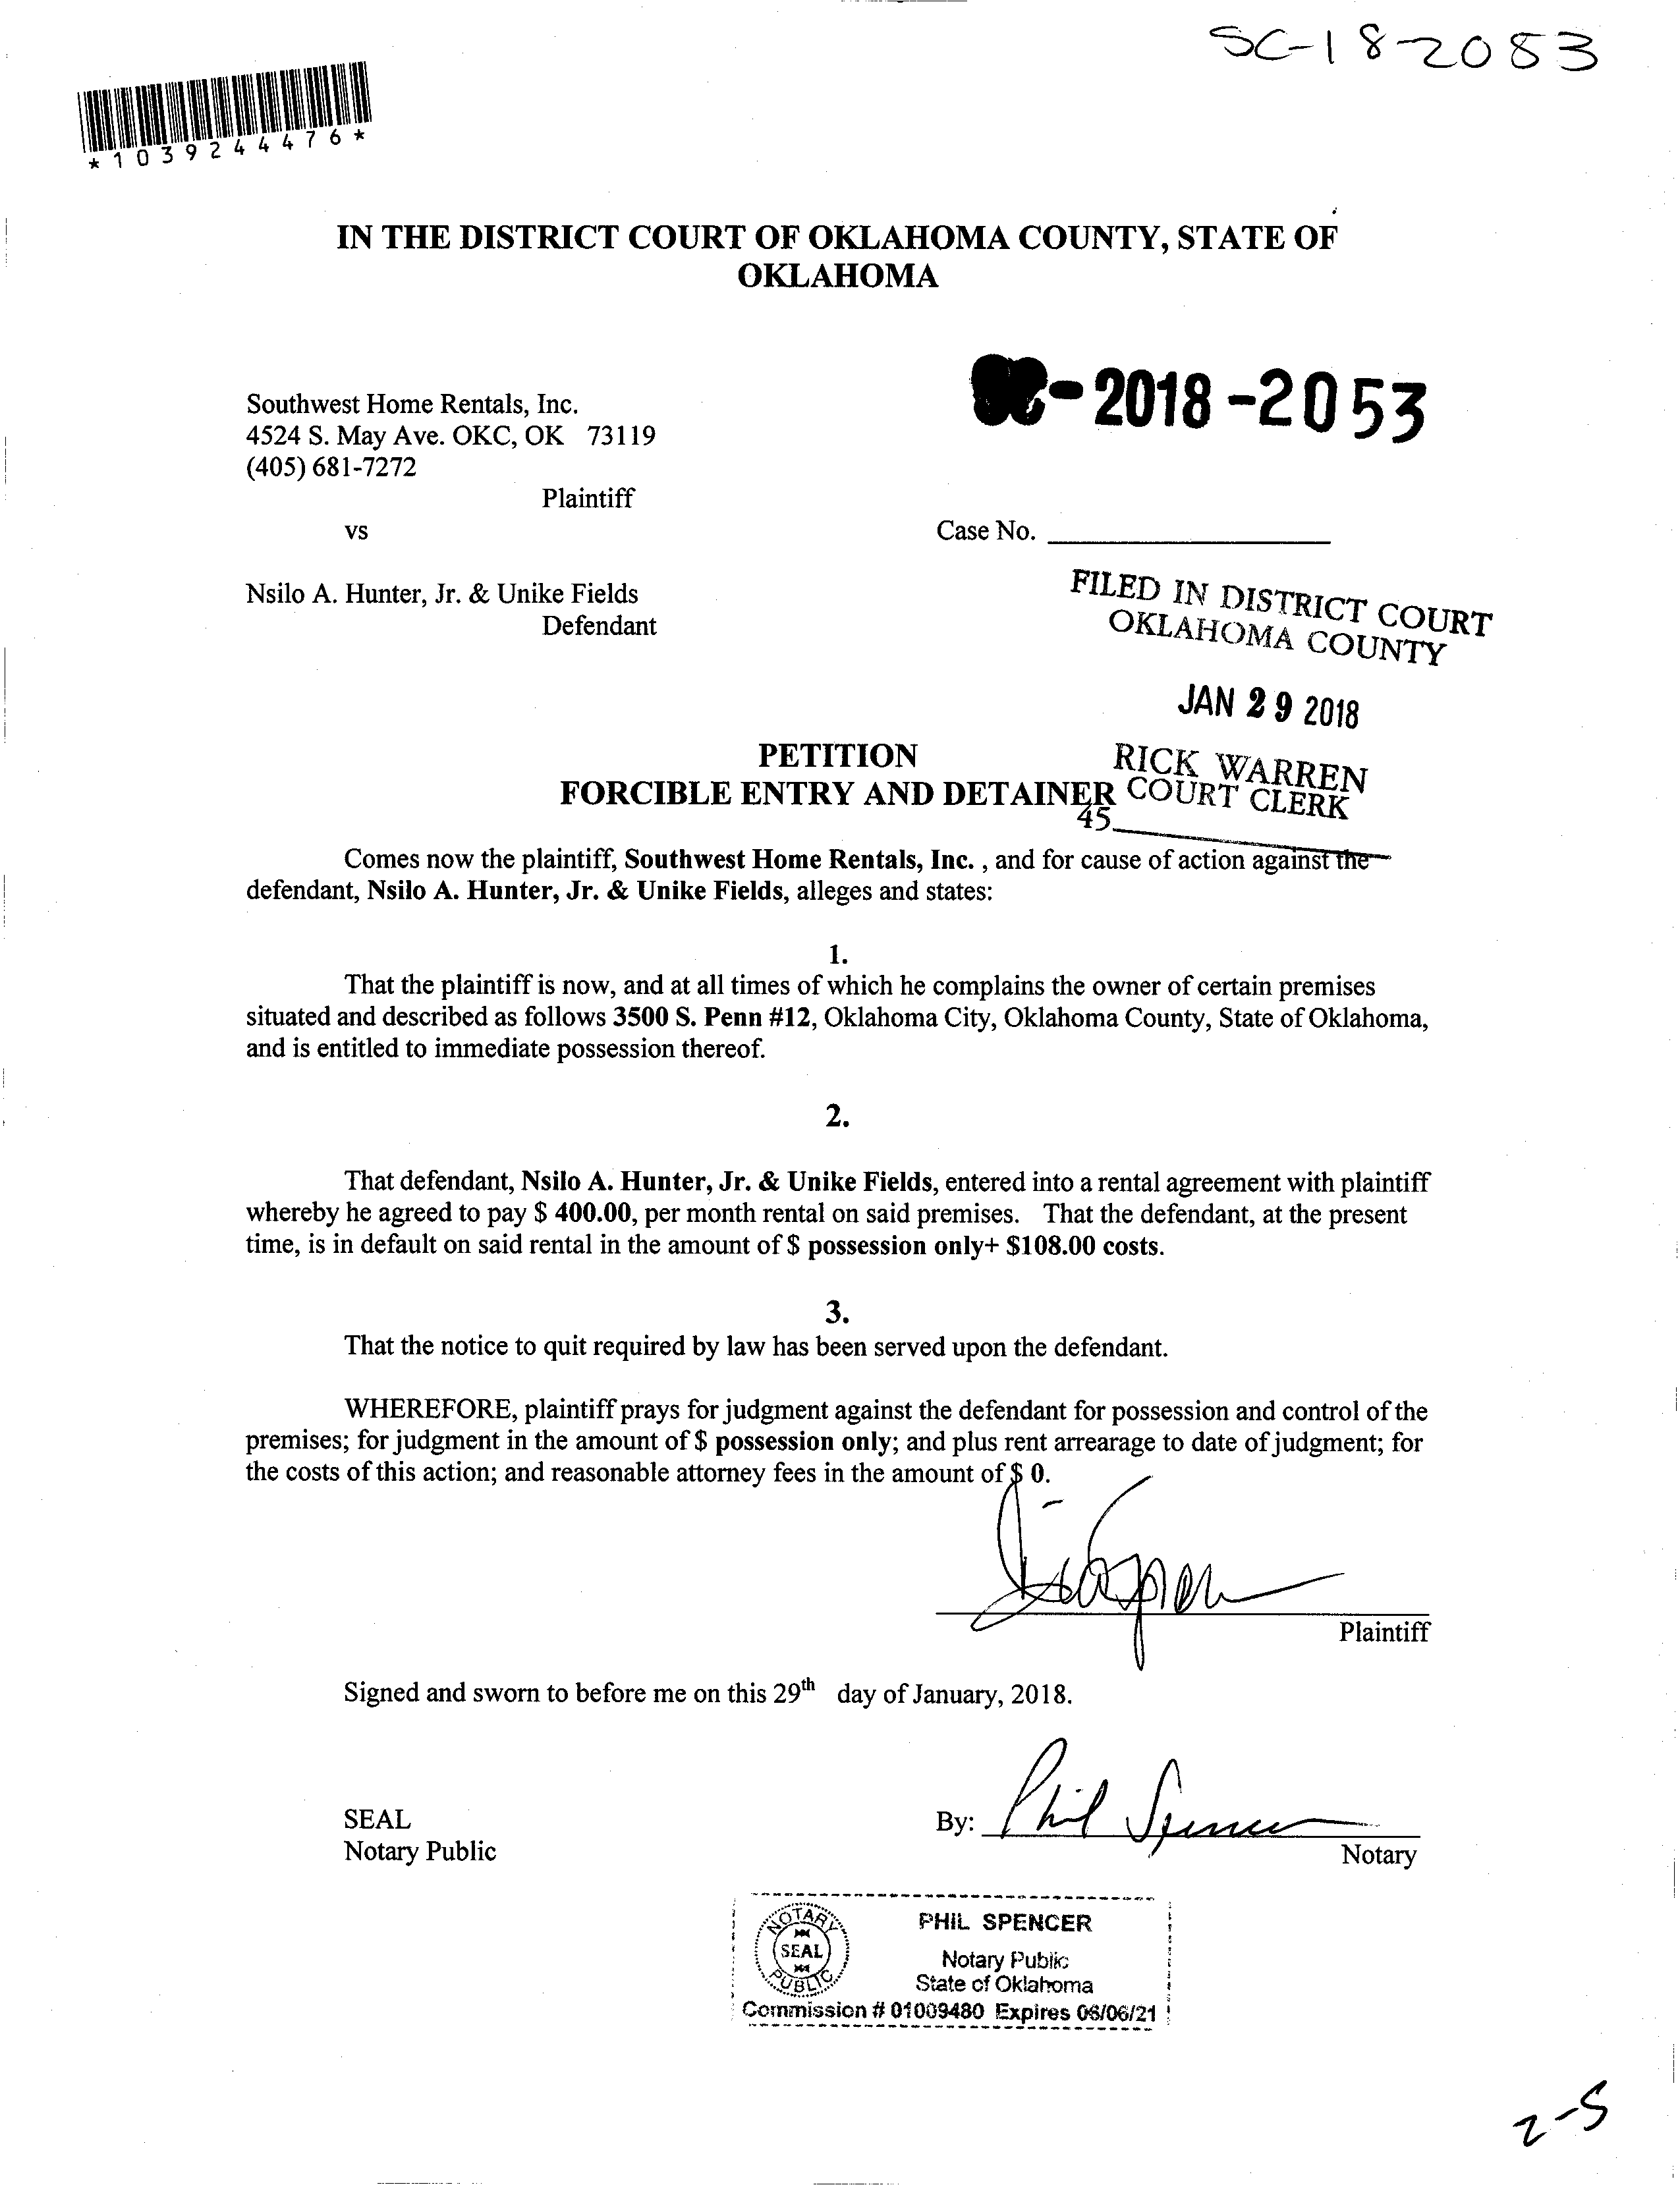 SC-18-2053
*1039244476*
IN THE DISTRICT COURT OF OKLAHOMA COUNTY, STATE OF
OKLAHOMA
Southwest Home Rentals, Inc.
4524 S. May Ave. OKC, OK 73119
(405) 681-7272
Plaintiff
vs
-2018-2053
Case No.
Nsilo A. Hunter, Jr. & Unike Fields
Defendant
FILED IN DISTRICT COURT
OKLAHOMA COUNTY
JAN 29 2018
RICK WARREN
COURT CLERK
45
PETITION
FORCIBLE ENTRY AND DETAINER
Comes now the plaintiff, Southwest Home Rentals, Inc. , and for cause of action against the
defendant, Nsilo A. Hunter, Jr. & Unike Fields, alleges and states:
1.
That the plaintiff is now, and at all times of which he complains the owner of certain premises
situated and described as follows 3500 S. Penn #12, Oklahoma City, Oklahoma County, State of Oklahoma,
and is entitled to immediate possession thereof.
2.
That defendant, Nsilo A. Hunter, Jr. & Unike Fields, entered into a rental agreement with plaintiff
whereby he agreed to pay $ 400.00, per month rental on said premises. That the defendant, at the present
time, is in default on said rental in the amount of $ possession only+ $108.00 costs.
3.
That the notice to quit required by law has been served upon the defendant.
WHEREFORE, plaintiff prays for judgment against the defendant for possession and control of the
premises; for judgment in the amount of $ possession only; and plus rent arrearage to date of judgment; for
the costs of this action; and reasonable attorney fees in the amount of $ 0.
Plaintiff
Signed and sworn to before me on this 29th day of January, 2018.
SEAL
Notary Public
By: Phil Spencer
Notary
NOTARY
SEAL
PUBLIC
PHIL SPENCER
Notary Public
State of Oklahoma
Commission # 01009480 Expires 06/06/21
2-5